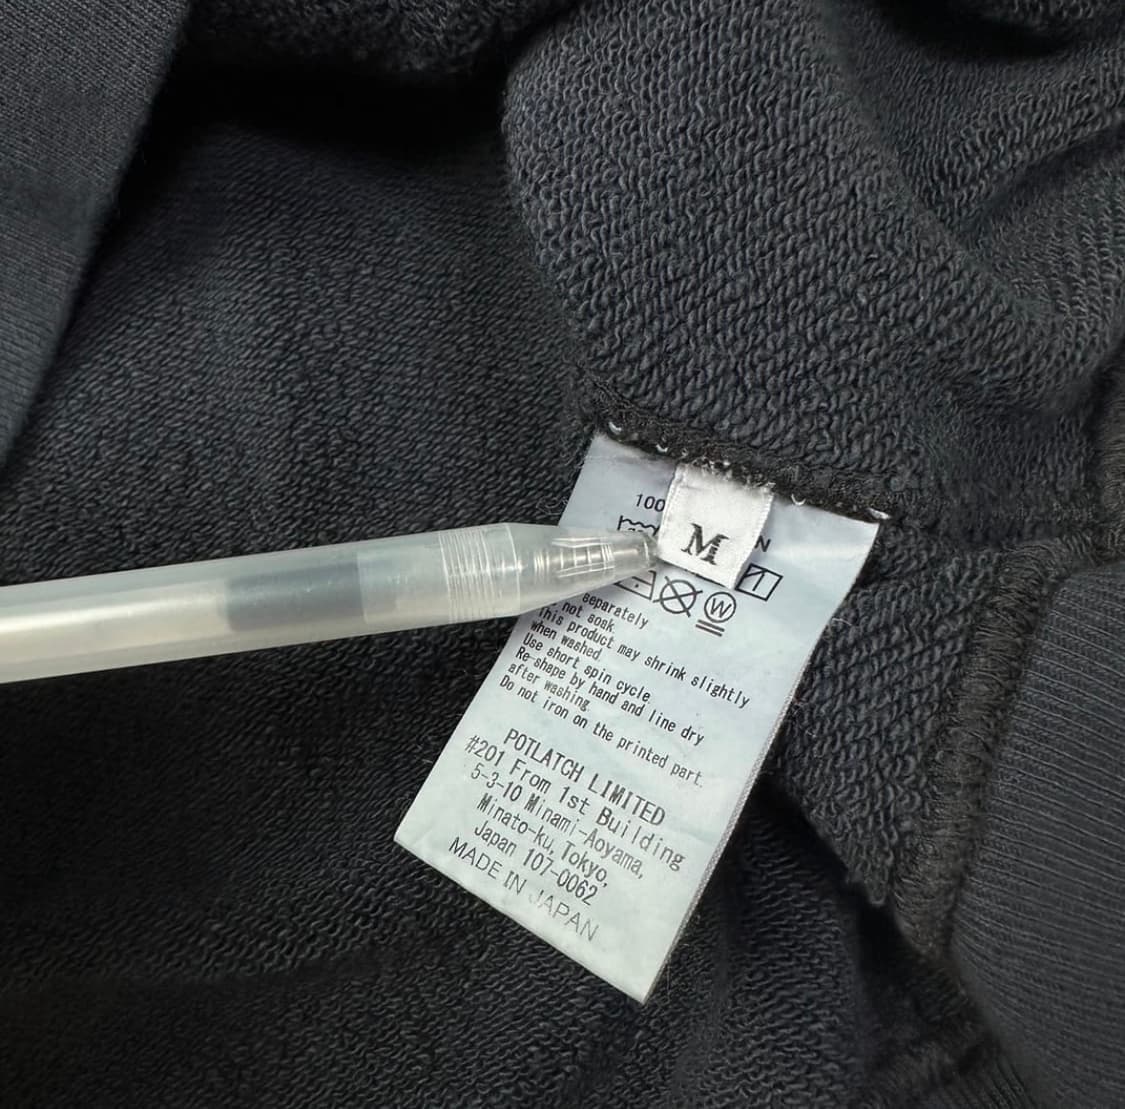 100
M
N
W
separately
not soak.
This product may shrink slightly
when washed.
Use short spin cycle.
Re-shape by hand and line dry
after washing.
Do not iron on the printed part.
POTLATCH LIMITED
#201 From 1st Building
5-3-10 Minami-Aoyama,
Minato-ku, Tokyo,
Japan 107-0062
MADE IN JAPAN